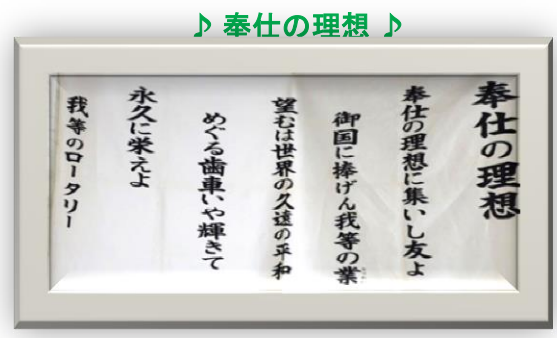 ♪ 奉仕の理想 ♪
奉仕の理想
奉仕の理想に集いし友よ
御国に捧げん我等の業
望むは世界の久遠の平和
めぐる歯車いや輝きて
永久に栄えよ
我等のロータリー